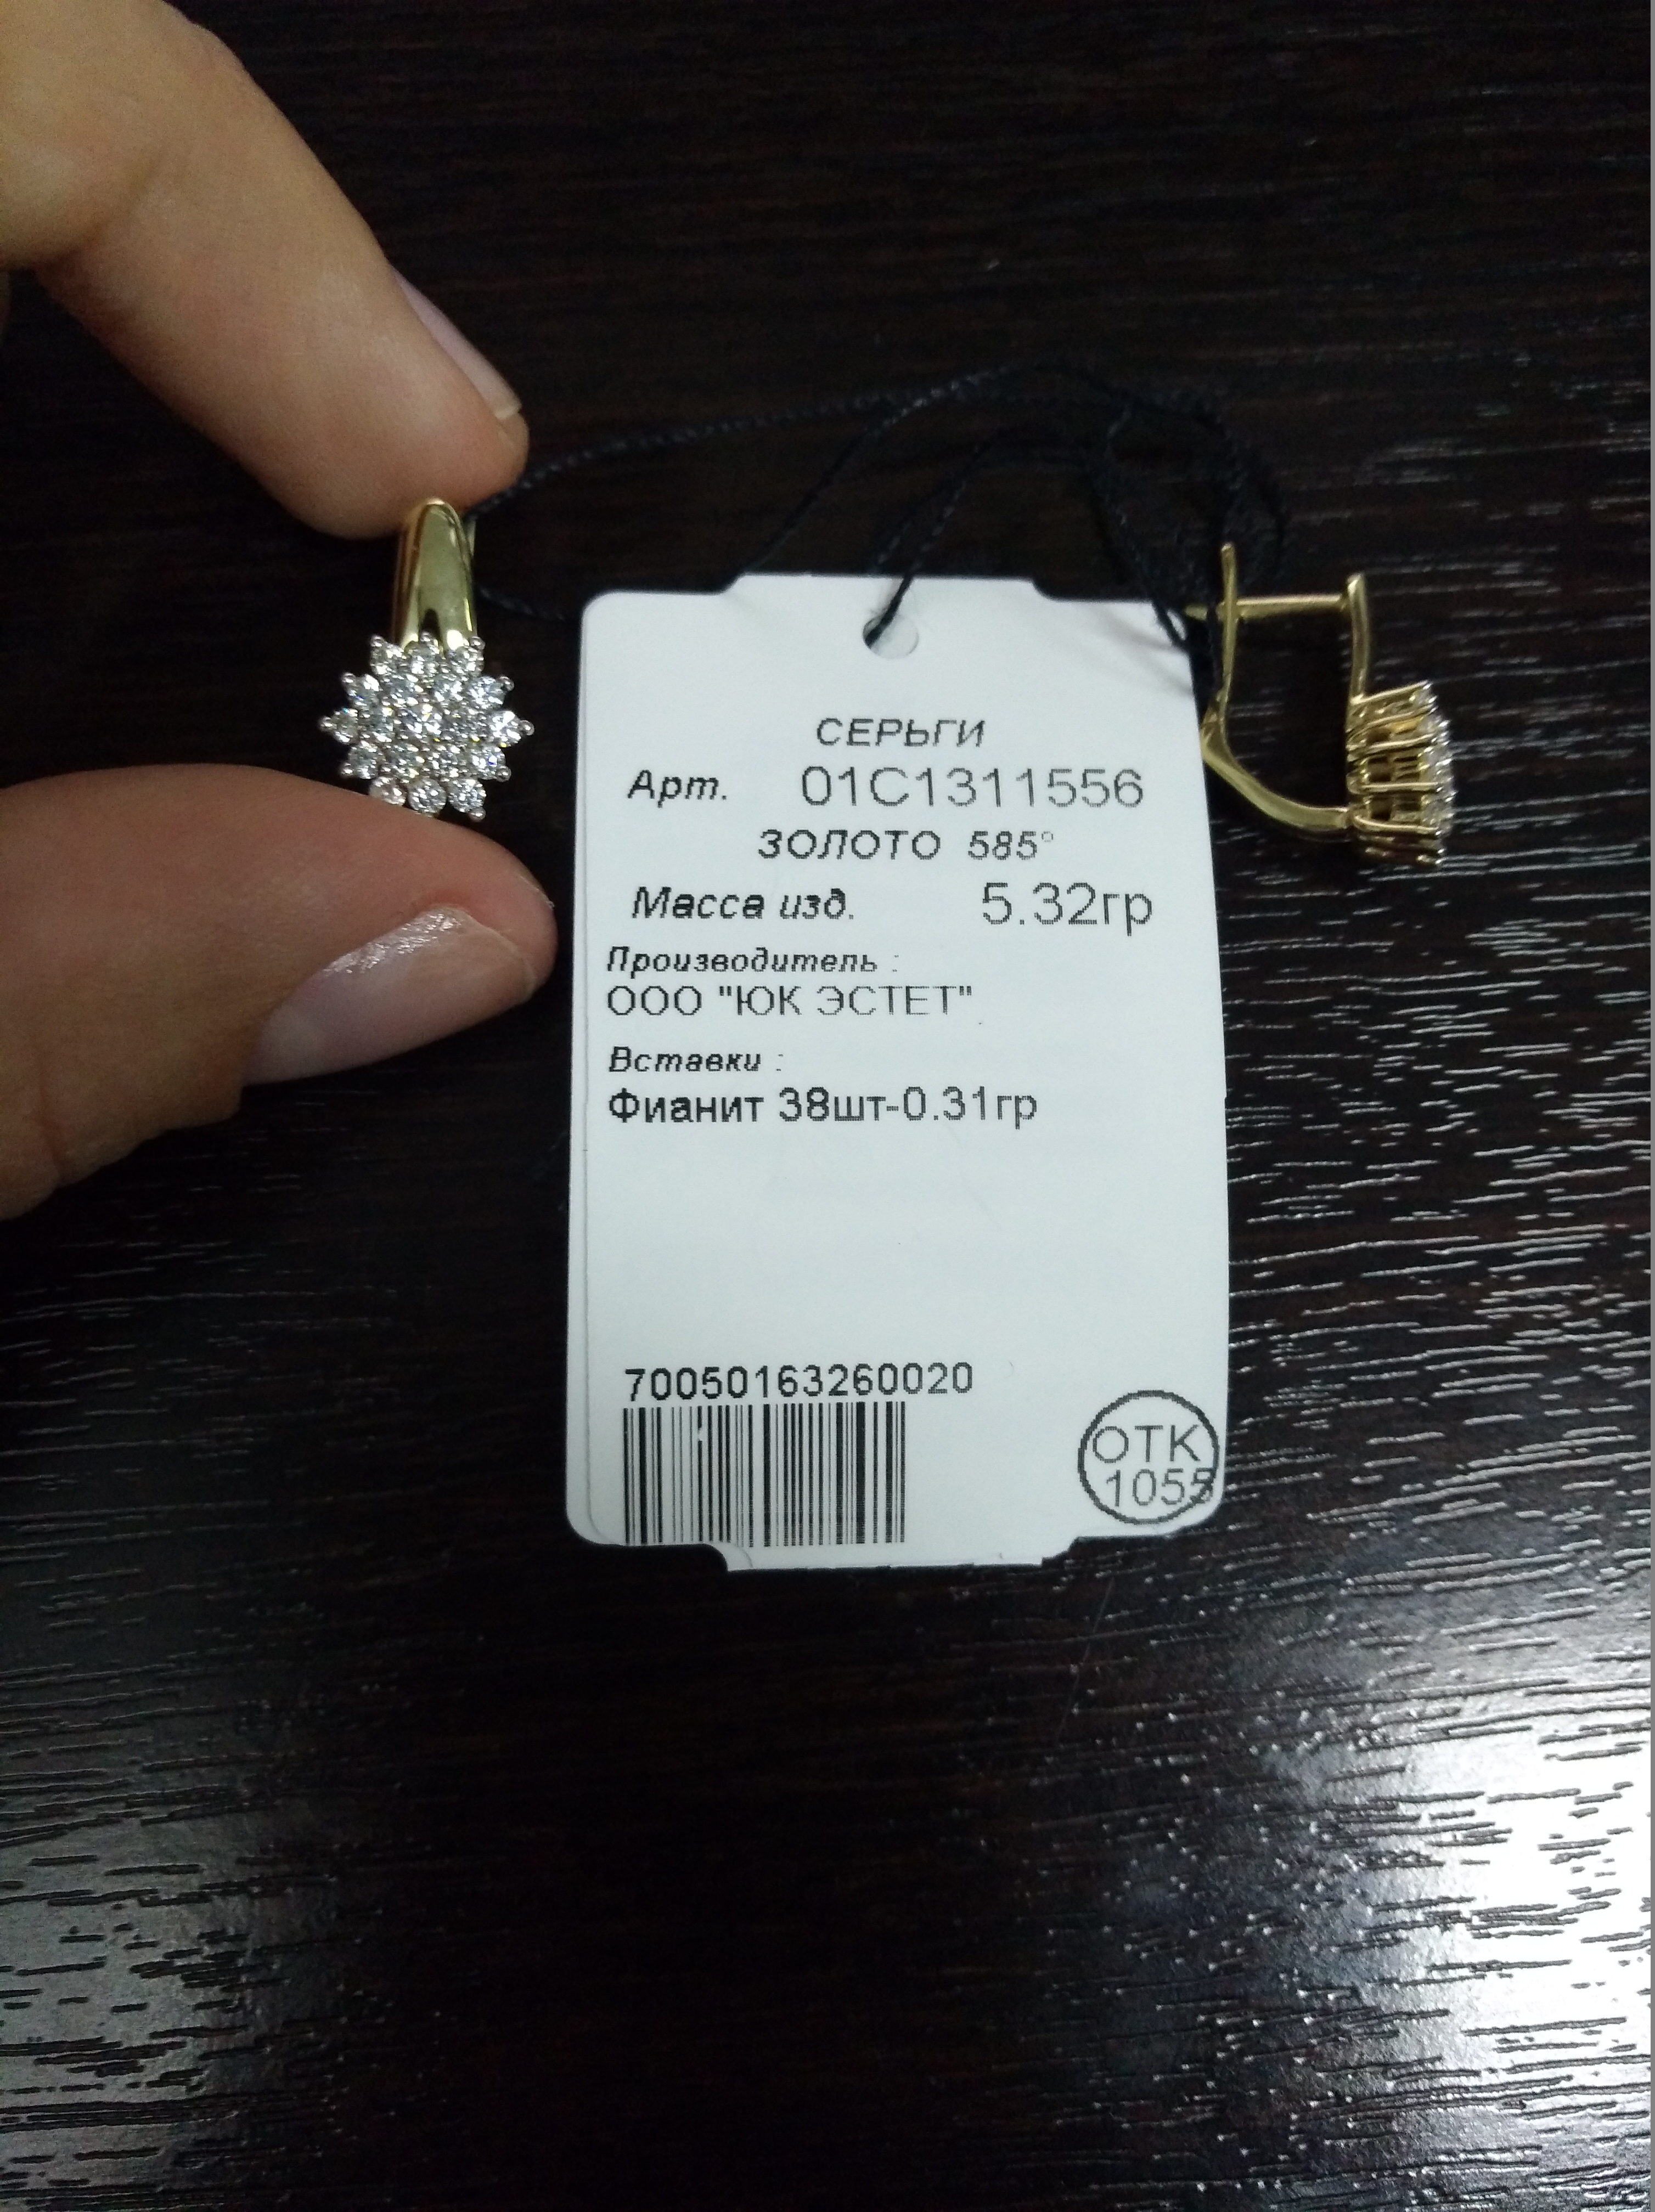 СЕРЬГИ
Арт. 01С1311556
ЗОЛОТО 585°
Масса изд. 5.32гр
Производитель :
ООО "ЮК ЭСТЕТ"
Вставки :
Фианит 38шт-0.31гр
70050163260020
ОТК
1055